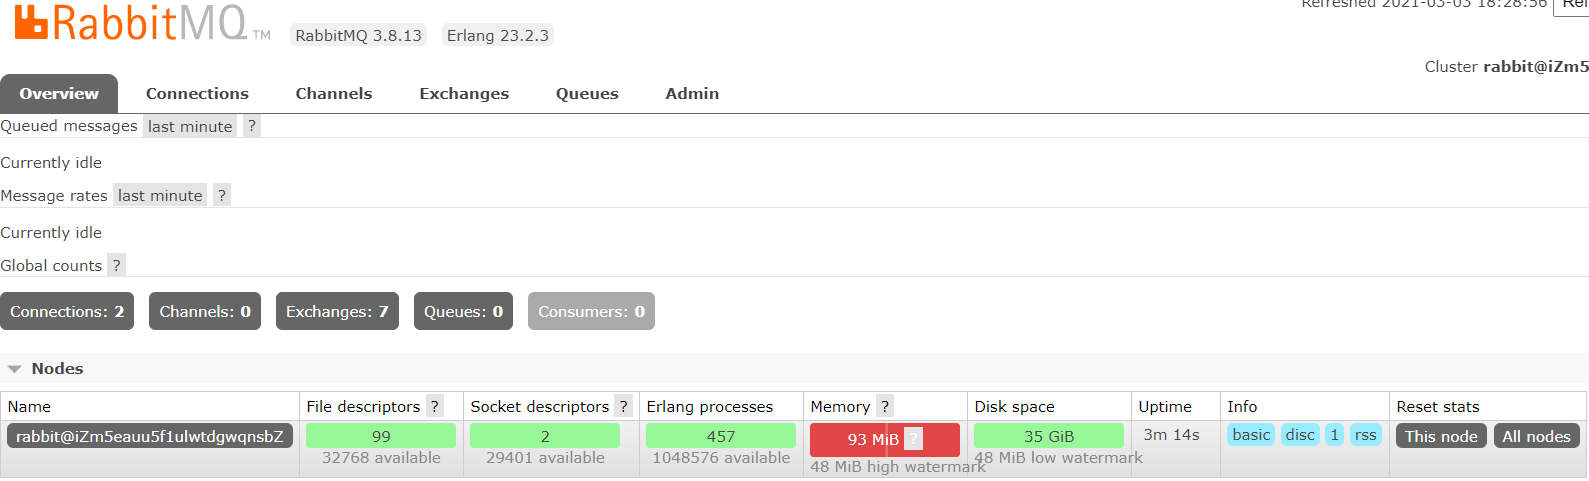 Refreshed 2021-03-03 18:28:56
RabbitMQ TM RabbitMQ 3.8.13 Erlang 23.2.3
Cluster rabbit@iZm5
Overview Connections Channels Exchanges Queues Admin
Queued messages last minute ?
Currently idle
Message rates last minute ?
Currently idle
Global counts ?
Connections: 2 Channels: 0 Exchanges: 7 Queues: 0 Consumers: 0
Nodes
Name File descriptors ? Socket descriptors ? Erlang processes Memory ? Disk space Uptime Info Reset stats
rabbit@iZm5eauu5f1ulwtdgwqnsbZ 99 2 457 93 MiB ? 35 GiB 3m 14s basic disc 1 rss This node All nodes
32768 available 29401 available 1048576 available 48 MiB high watermark 48 MiB low watermark